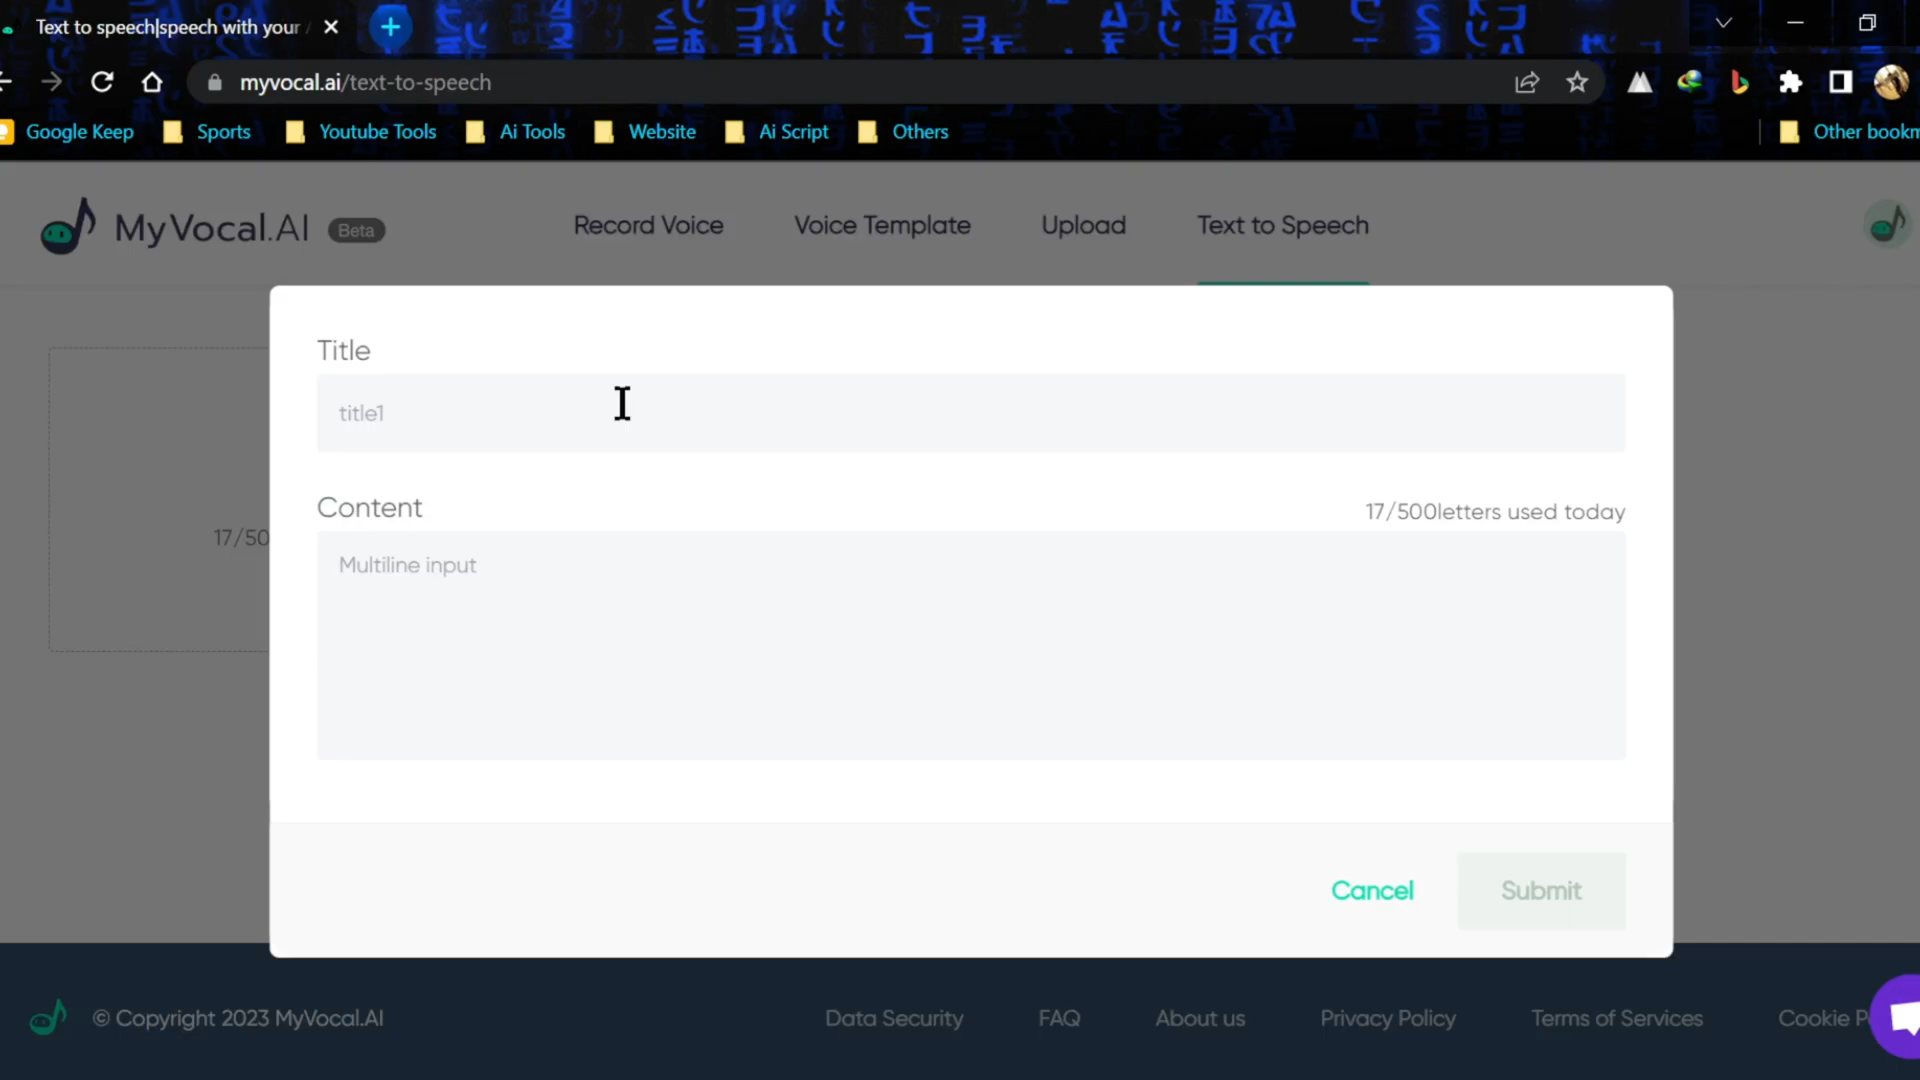 Text to speech|speech with your
myvocal.ai/text-to-speech
Google Keep Sports Youtube Tools Ai Tools Website Ai Script Others Other bookm
MyVocal.AI Beta Record Voice Voice Template Upload Text to Speech
Title
title1
Content 17/500letters used today
17/50
Multiline input
Cancel Submit
© Copyright 2023 MyVocal.AI Data Security FAQ About us Privacy Policy Terms of Services Cookie P